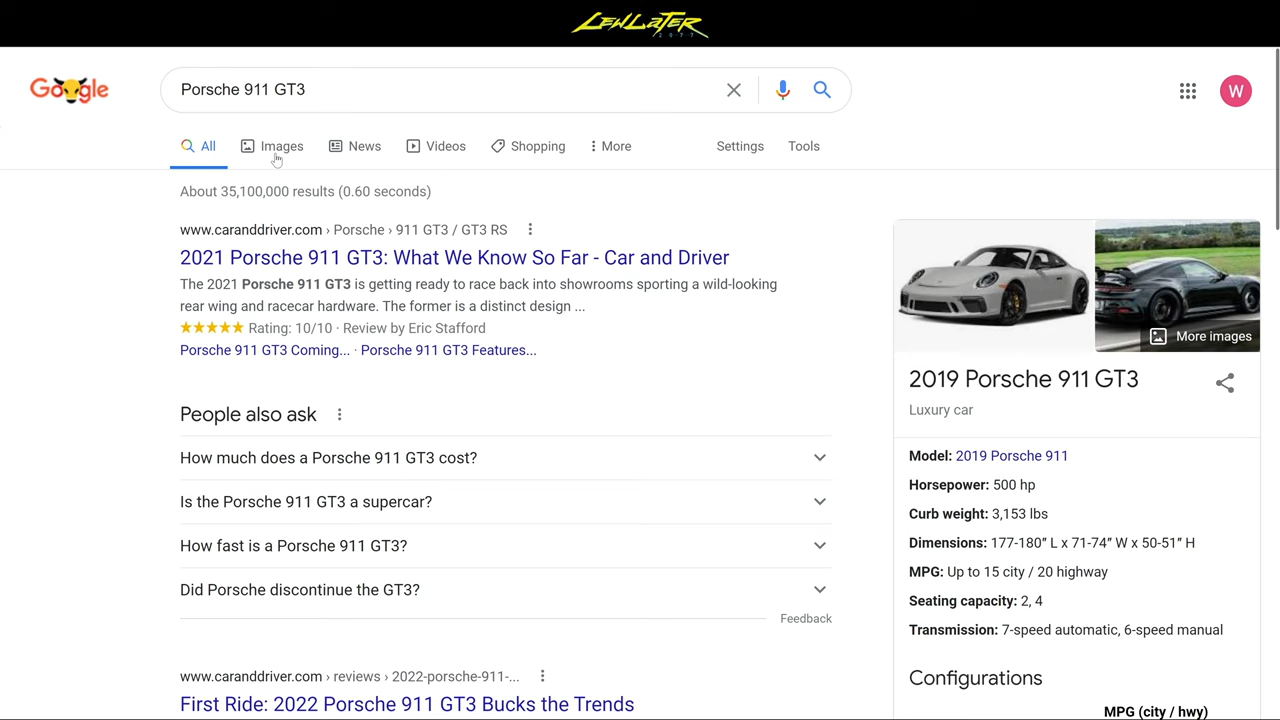 LEWLATER
2077
Google
Porsche 911 GT3
W
All
Images
News
Videos
Shopping
More
Settings
Tools
About 35,100,000 results (0.60 seconds)
www.caranddriver.com › Porsche › 911 GT3 / GT3 RS
2021 Porsche 911 GT3: What We Know So Far - Car and Driver
The 2021 Porsche 911 GT3 is getting ready to race back into showrooms sporting a wild-looking
rear wing and racecar hardware. The former is a distinct design ...
Rating: 10/10 · Review by Eric Stafford
Porsche 911 GT3 Coming... · Porsche 911 GT3 Features...
People also ask
How much does a Porsche 911 GT3 cost?
Is the Porsche 911 GT3 a supercar?
How fast is a Porsche 911 GT3?
Did Porsche discontinue the GT3?
Feedback
www.caranddriver.com › reviews › 2022-porsche-911-...
First Ride: 2022 Porsche 911 GT3 Bucks the Trends
More images
2019 Porsche 911 GT3
Luxury car
Model: 2019 Porsche 911
Horsepower: 500 hp
Curb weight: 3,153 lbs
Dimensions: 177-180″ L x 71-74″ W x 50-51″ H
MPG: Up to 15 city / 20 highway
Seating capacity: 2, 4
Transmission: 7-speed automatic, 6-speed manual
Configurations
MPG (city / hwy)